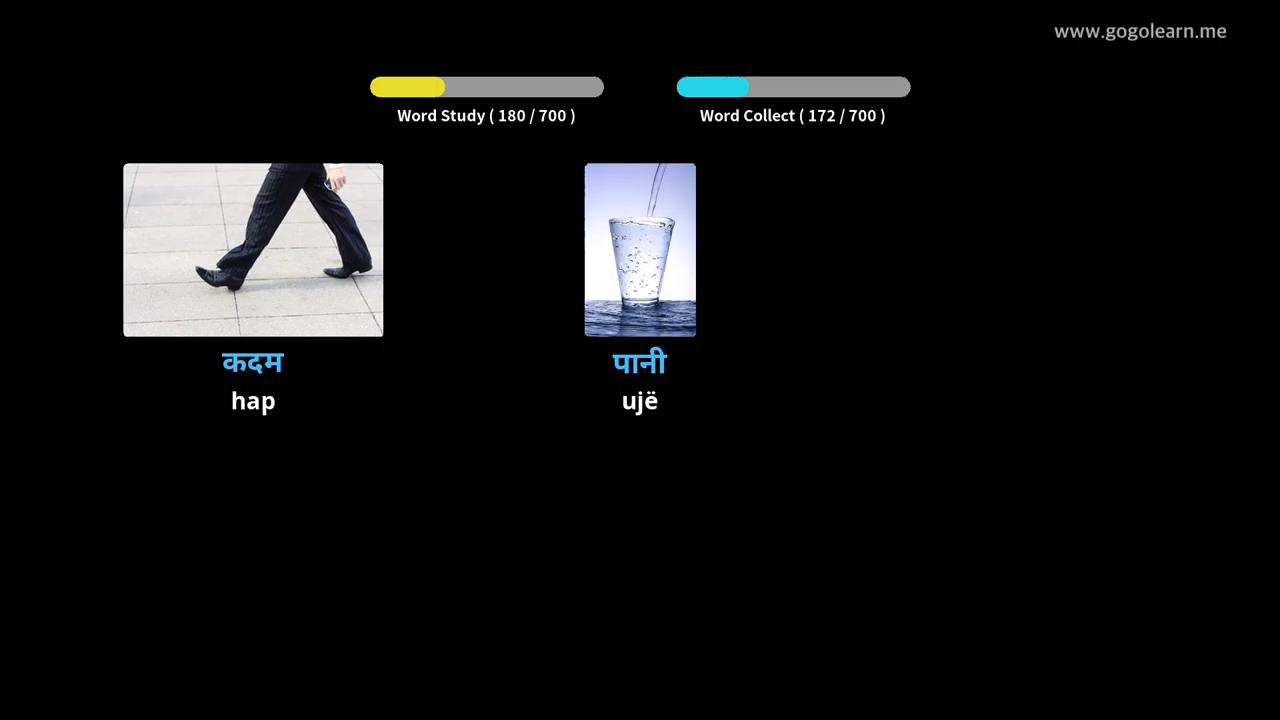 www.gogolearn.me
Word Study ( 180 / 700 )
Word Collect ( 172 / 700 )
कदम
hap
पानी
ujë